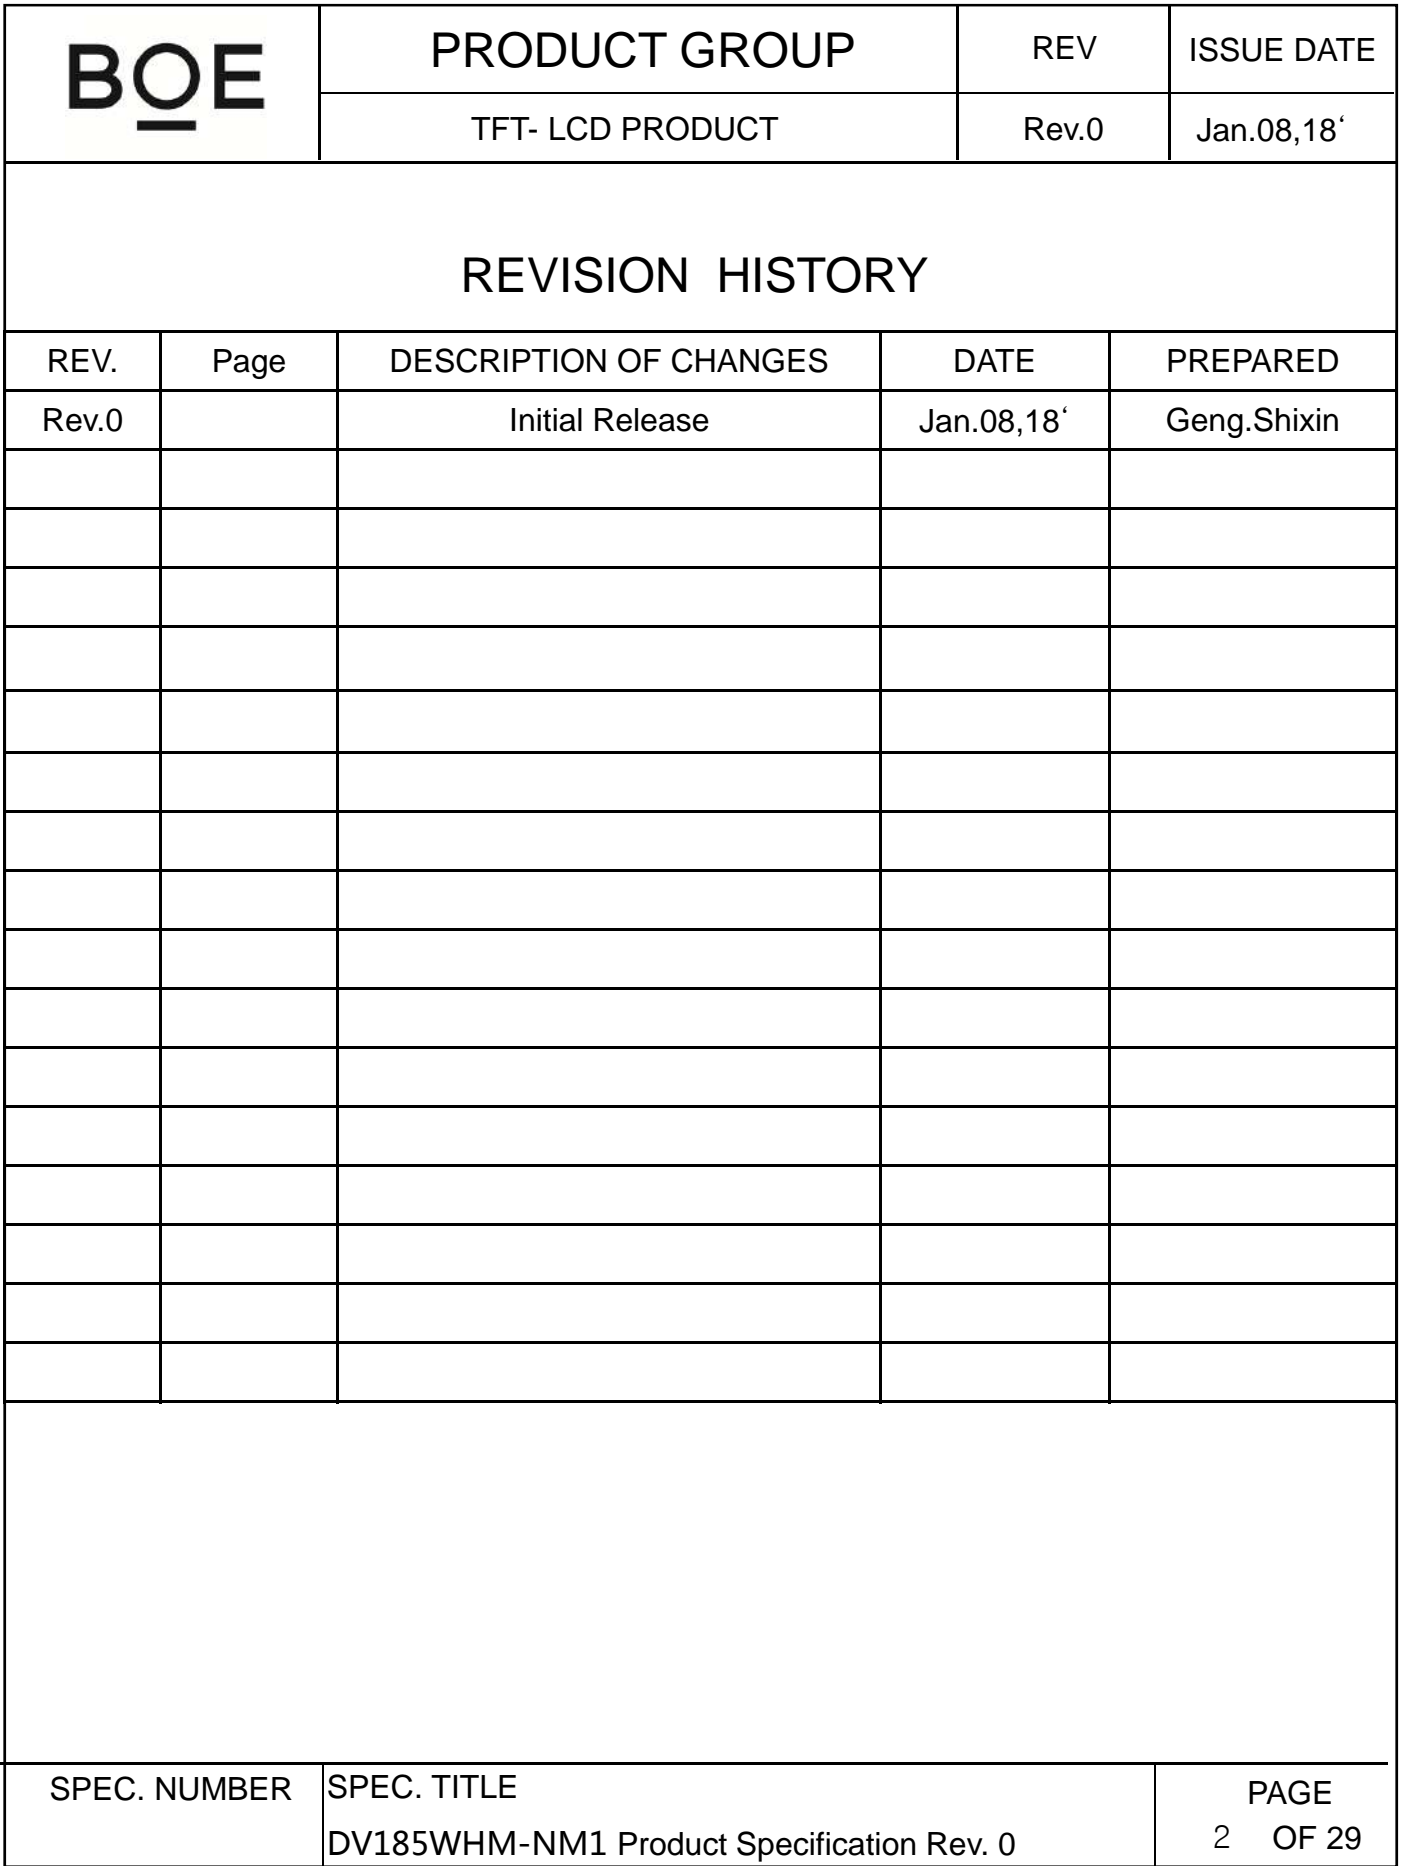 BOE
PRODUCT GROUP
REV
ISSUE DATE
TFT- LCD PRODUCT
Rev.0
Jan.08,18‘
REVISION HISTORY
REV.
Page
DESCRIPTION OF CHANGES
DATE
PREPARED
Rev.0
Initial Release
Jan.08,18‘
Geng.Shixin
SPEC. NUMBER
SPEC. TITLE
DV185WHM-NM1 Product Specification Rev. 0
PAGE
2 OF 29